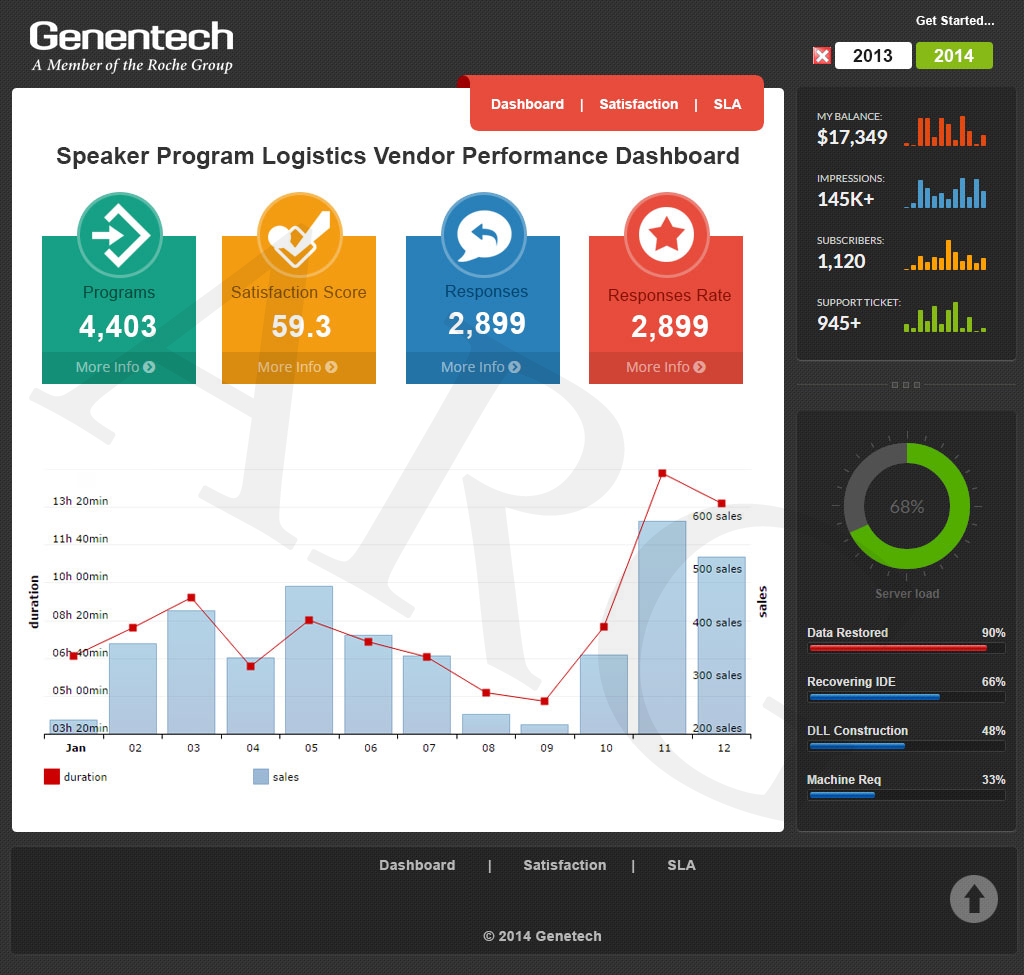 Genentech
A Member of the Roche Group
Get Started...
2013 2014
Dashboard | Satisfaction | SLA
Speaker Program Logistics Vendor Performance Dashboard
Programs
4,403
More Info
Satisfaction Score
59.3
More Info
Responses
2,899
More Info
Responses Rate
2,899
More Info
MY BALANCE:
$17,349
IMPRESSIONS:
145K+
SUBSCRIBERS:
1,120
SUPPORT TICKET:
945+
68%
Server load
Data Restored 90%
Recovering IDE 66%
DLL Construction 48%
Machine Req 33%
duration
13h 20min
11h 40min
10h 00min
08h 20min
06h 40min
05h 00min
03h 20min
600 sales
500 sales
400 sales
300 sales
200 sales
sales
Jan 02 03 04 05 06 07 08 09 10 11 12
duration sales
ARC
Dashboard | Satisfaction | SLA
© 2014 Genetech